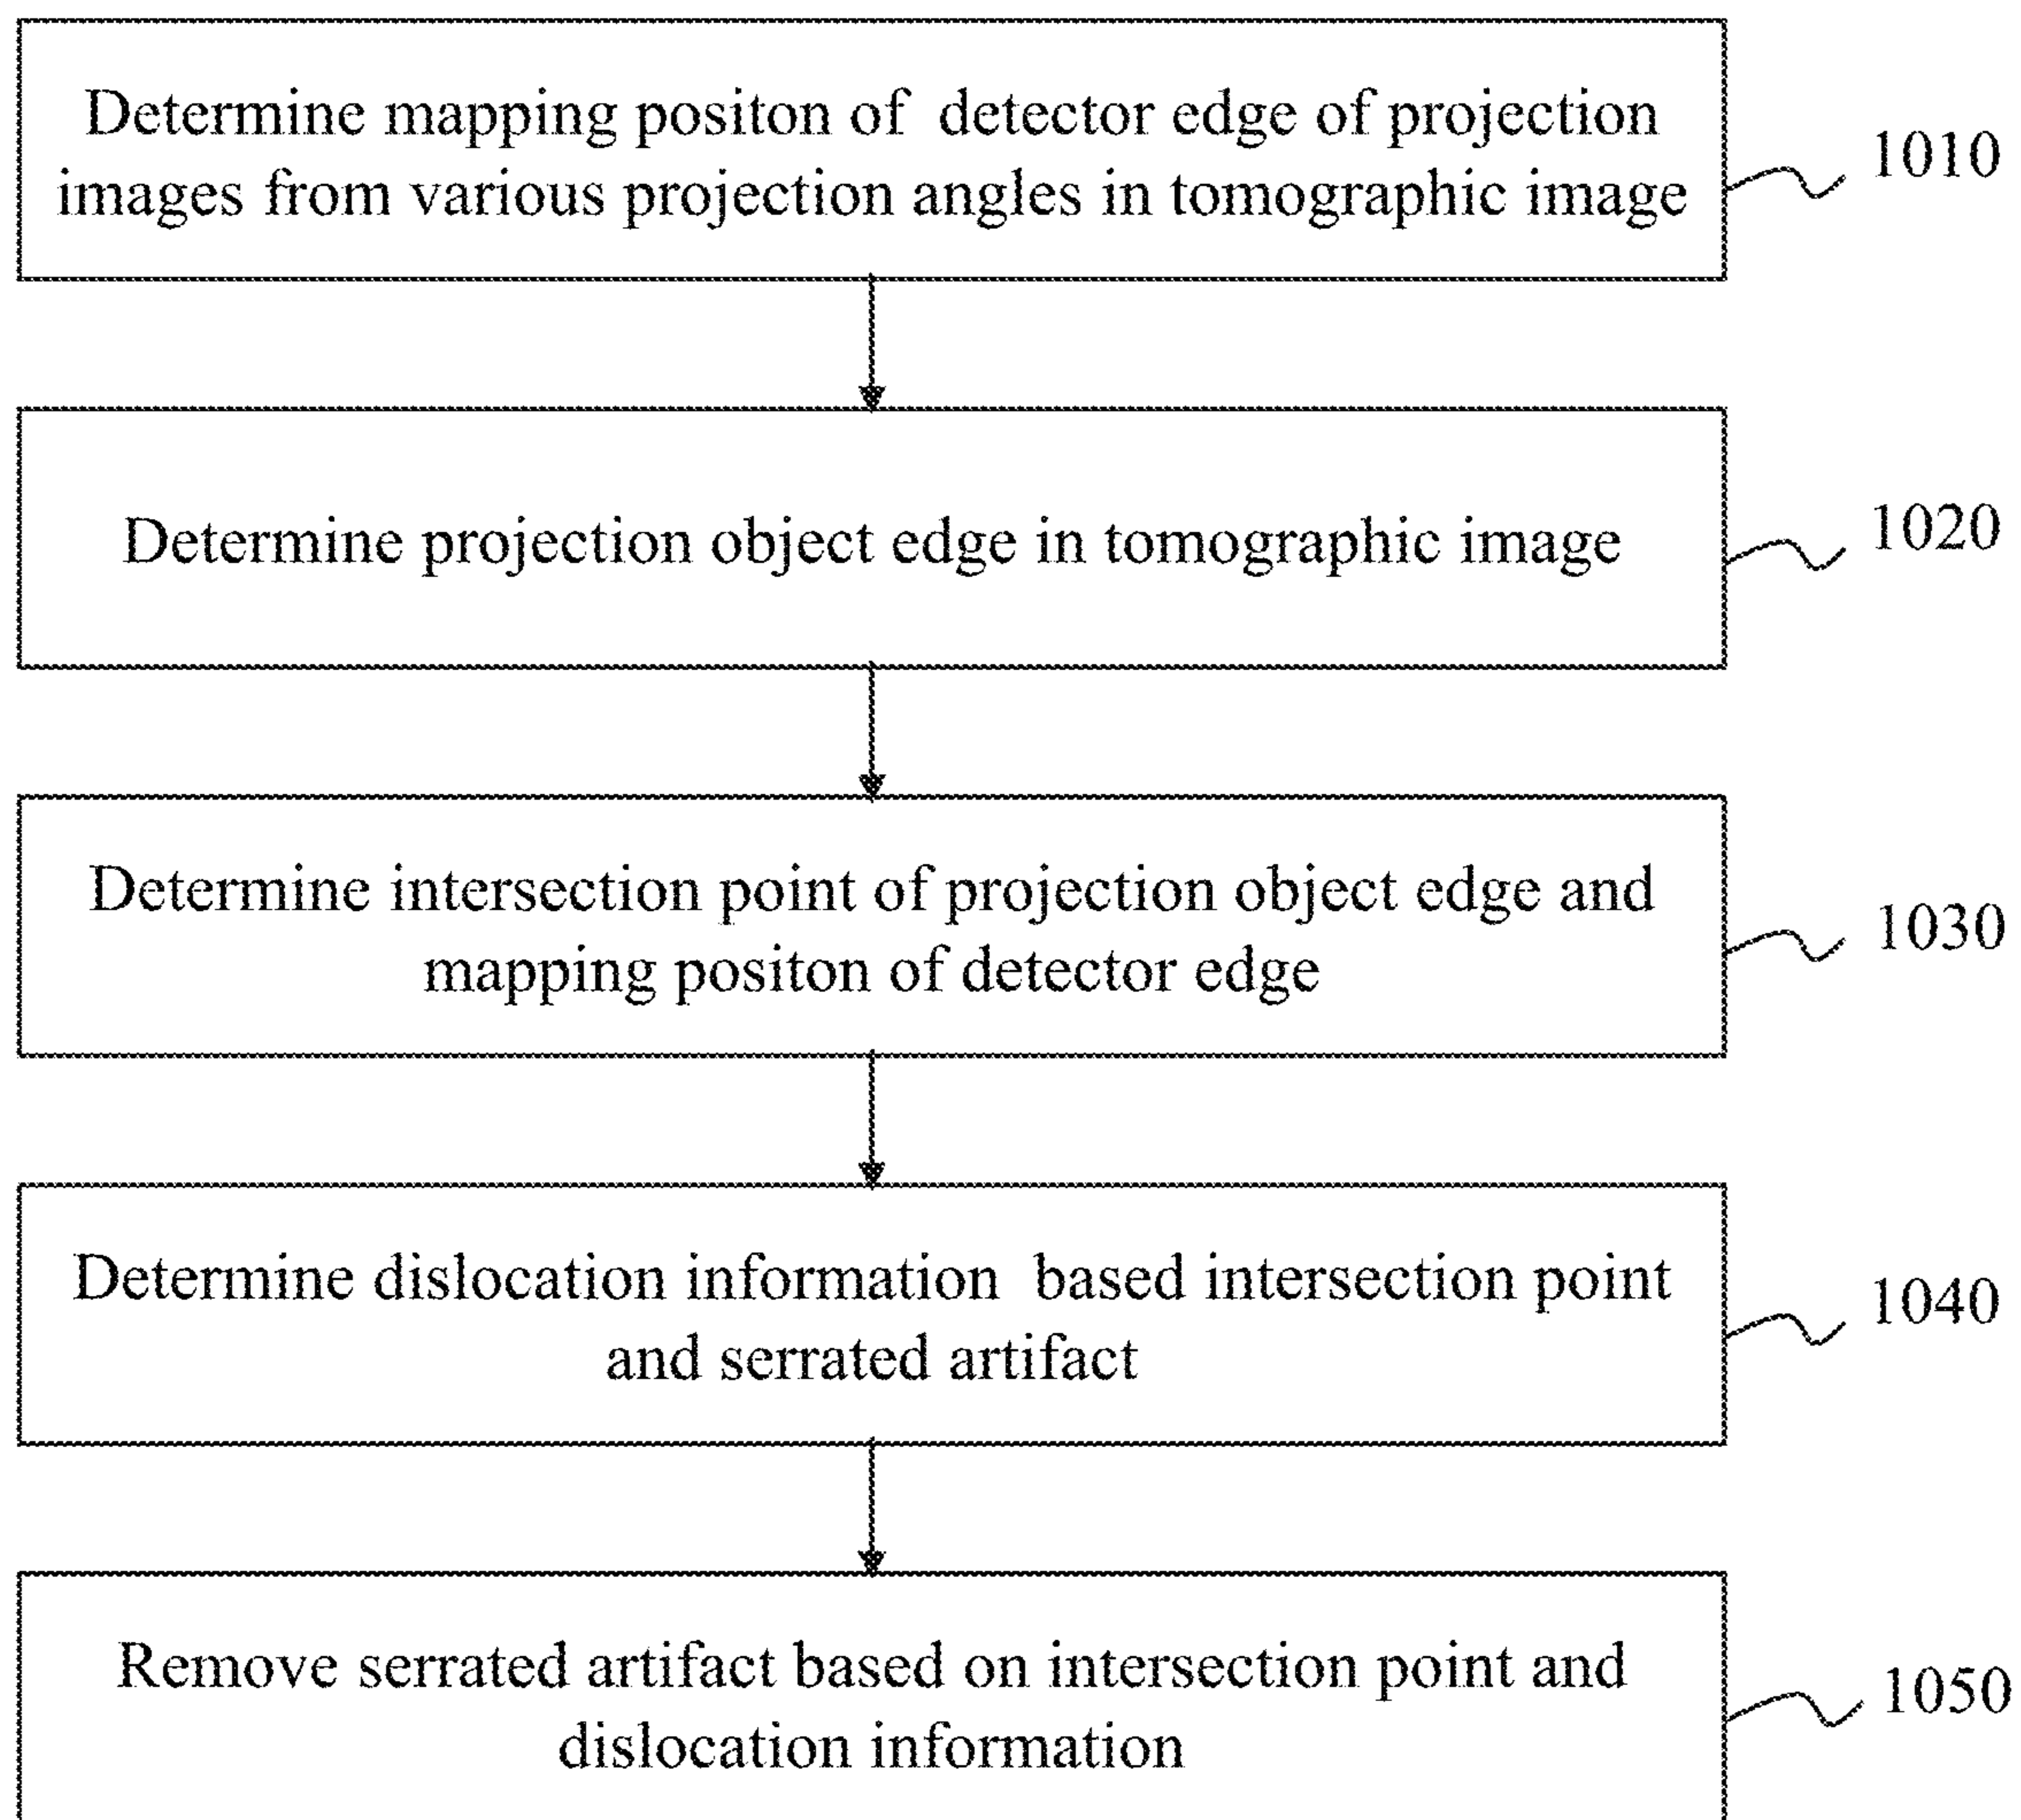 Determine mapping positon of detector edge of projection
images from various projection angles in tomographic image
1010
Determine projection object edge in tomographic image
1020
Determine intersection point of projection object edge and
mapping positon of detector edge
1030
Determine dislocation information based intersection point
and serrated artifact
1040
Remove serrated artifact based on intersection point and
dislocation information
1050